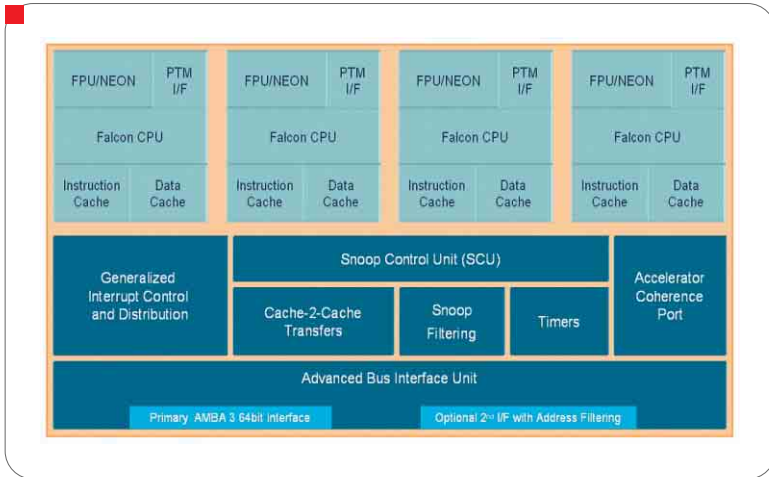 FPU/NEON
PTM
I/F
Falcon CPU
Instruction
Cache
Data
Cache
FPU/NEON
PTM
I/F
Falcon CPU
Instruction
Cache
Data
Cache
FPU/NEON
PTM
I/F
Falcon CPU
Instruction
Cache
Data
Cache
FPU/NEON
PTM
I/F
Falcon CPU
Instruction
Cache
Data
Cache
Generalized
Interrupt Control
and Distribution
Snoop Control Unit (SCU)
Cache-2-Cache
Transfers
Snoop
Filtering
Timers
Accelerator
Coherence
Port
Advanced Bus Interface Unit
Primary AMBA 3 64bit Interface
Optional 2nd I/F with Address Filtering